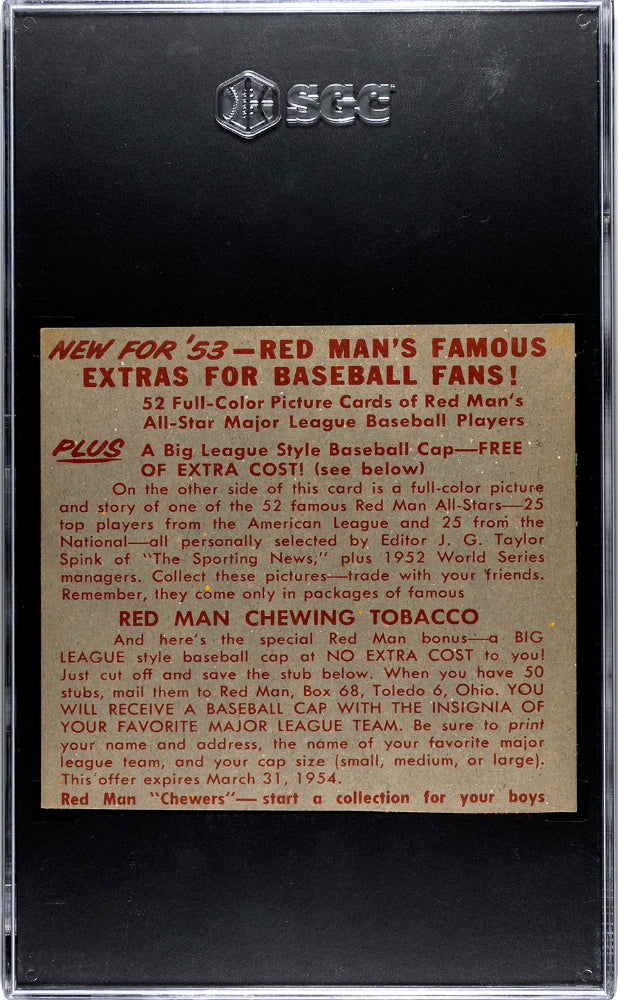 SGC
NEW FOR '53—RED MAN'S FAMOUS
EXTRAS FOR BASEBALL FANS!
52 Full-Color Picture Cards of Red Man's
All-Star Major League Baseball Players
PLUS A Big League Style Baseball Cap—FREE
OF EXTRA COST! (see below)
On the other side of this card is a full-color picture
and story of one of the 52 famous Red Man All-Stars—25
top players from the American League and 25 from the
National—all personally selected by Editor J. G. Taylor
Spink of "The Sporting News," plus 1952 World Series
managers. Collect these pictures—trade with your friends.
Remember, they come only in packages of famous
RED MAN CHEWING TOBACCO
And here's the special Red Man bonus—a BIG
LEAGUE style baseball cap at NO EXTRA COST to you!
Just cut off and save the stub below. When you have 50
stubs, mail them to Red Man, Box 68, Toledo 6, Ohio. YOU
WILL RECEIVE A BASEBALL CAP WITH THE INSIGNIA OF
YOUR FAVORITE MAJOR LEAGUE TEAM. Be sure to print
your name and address, the name of your favorite major
league team, and your cap size (small, medium, or large).
This offer expires March 31, 1954.
Red Man "Chewers"—start a collection for your boys